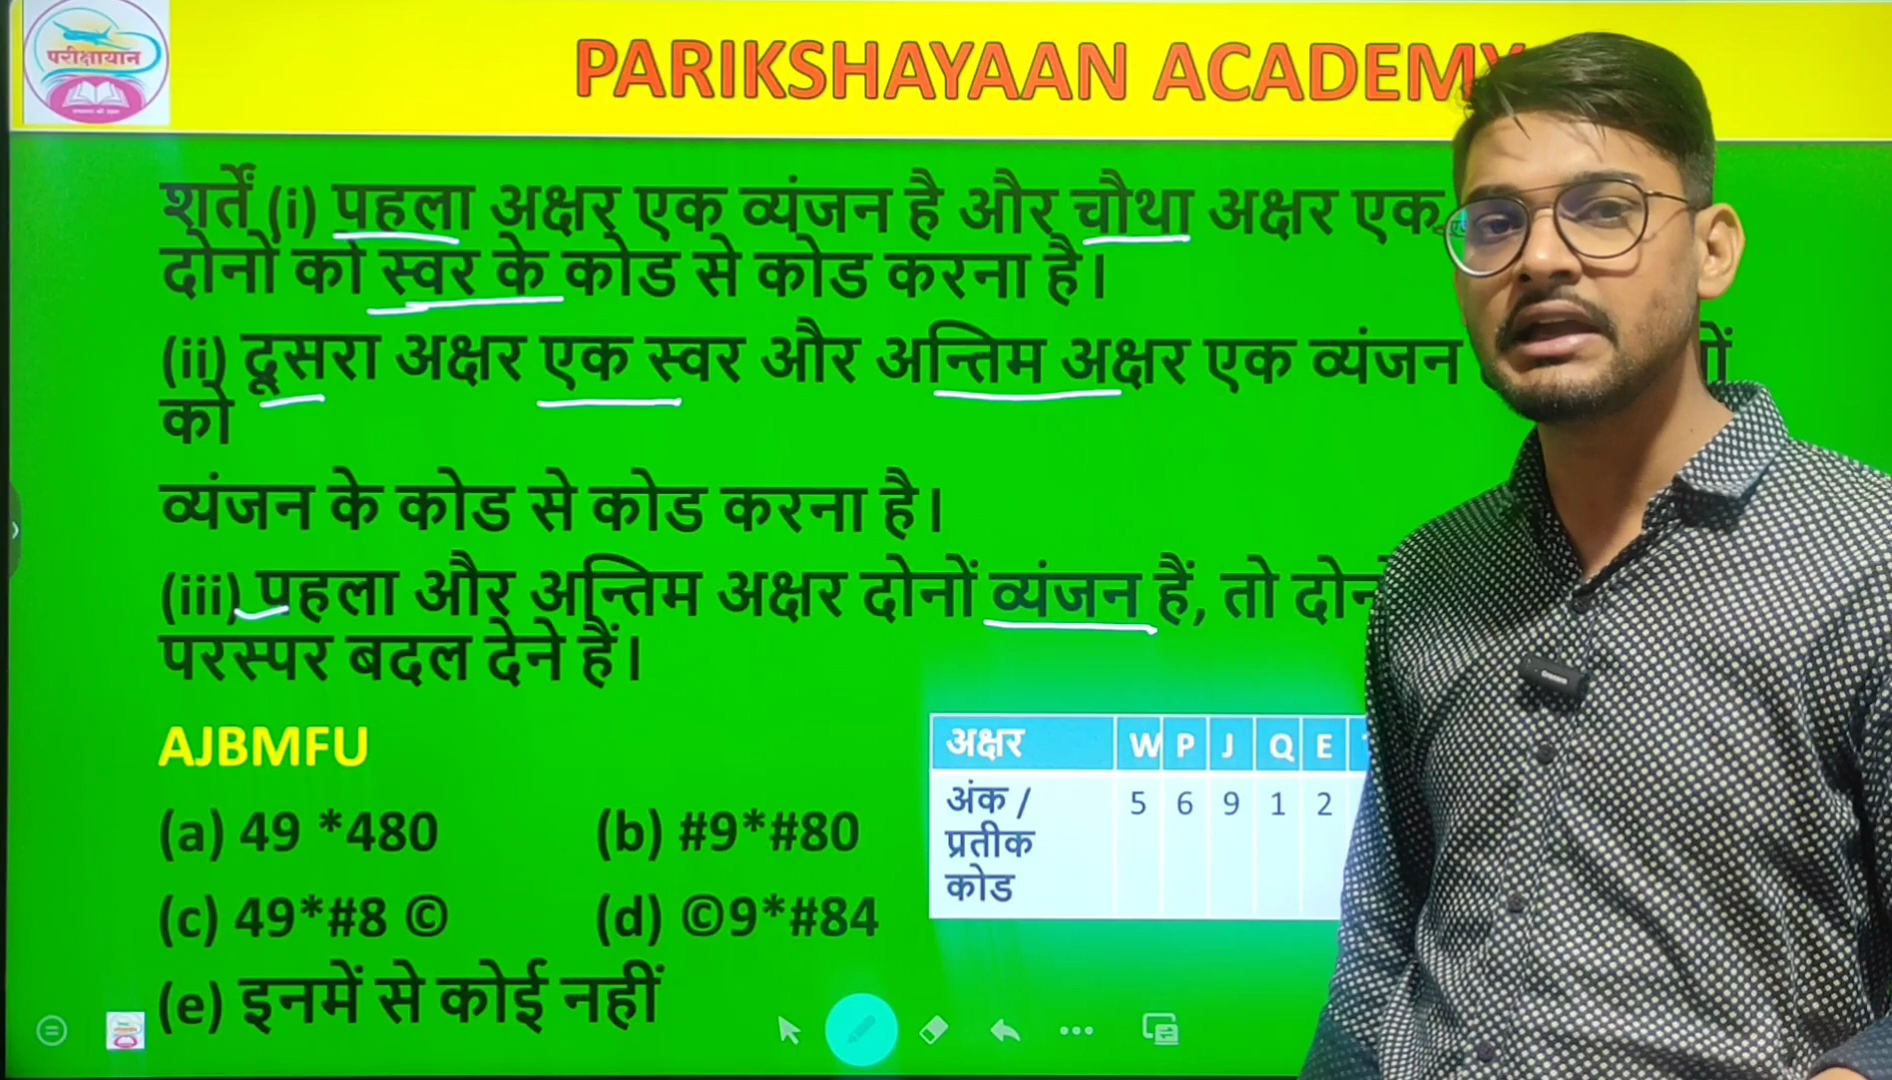 परीक्षायान
PARIKSHAYAAN ACADEMY
शर्तें (i) पहला अक्षर एक व्यंजन है और चौथा अक्षर एक
दोनों को स्वर के कोड से कोड करना है।
(ii) दूसरा अक्षर एक स्वर और अन्तिम अक्षर एक व्यंजन
को
व्यंजन के कोड से कोड करना है।
(iii) पहला और अन्तिम अक्षर दोनों व्यंजन हैं, तो
परस्पर बदल देने हैं।
AJBMFU
अक्षर W P J Q E
अंक / 5 6 9 1 2
प्रतीक
कोड
(a) 49 *480 (b) #9*#80
(c) 49*#8 © (d) ©9*#84
(e) इनमें से कोई नहीं